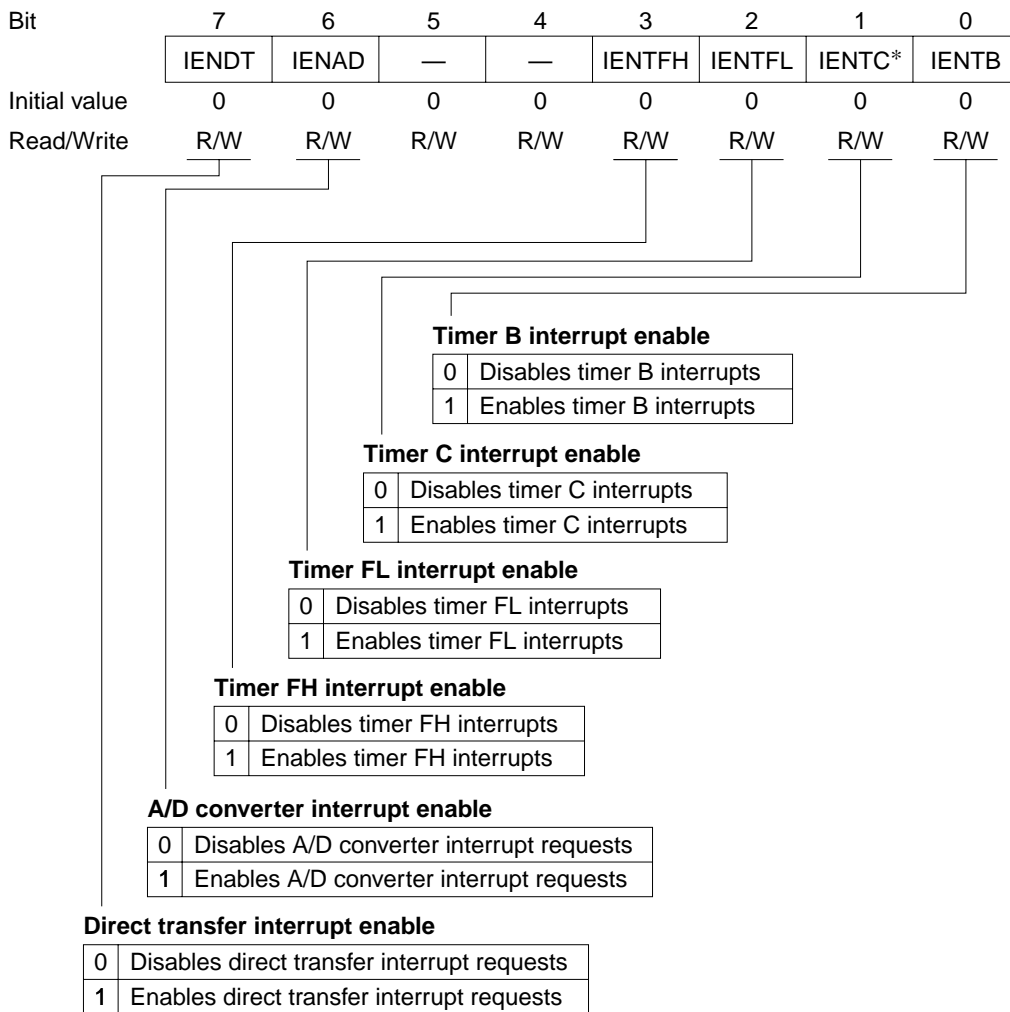 Bit 7 6 5 4 3 2 1 0
IENDT IENAD — — IENTFH IENTFL IENTC* IENTB
Initial value 0 0 0 0 0 0 0 0
Read/Write R/W R/W R/W R/W R/W R/W R/W R/W
Timer B interrupt enable
0 Disables timer B interrupts
1 Enables timer B interrupts
Timer C interrupt enable
0 Disables timer C interrupts
1 Enables timer C interrupts
Timer FL interrupt enable
0 Disables timer FL interrupts
1 Enables timer FL interrupts
Timer FH interrupt enable
0 Disables timer FH interrupts
1 Enables timer FH interrupts
A/D converter interrupt enable
0 Disables A/D converter interrupt requests
1 Enables A/D converter interrupt requests
Direct transfer interrupt enable
0 Disables direct transfer interrupt requests
1 Enables direct transfer interrupt requests